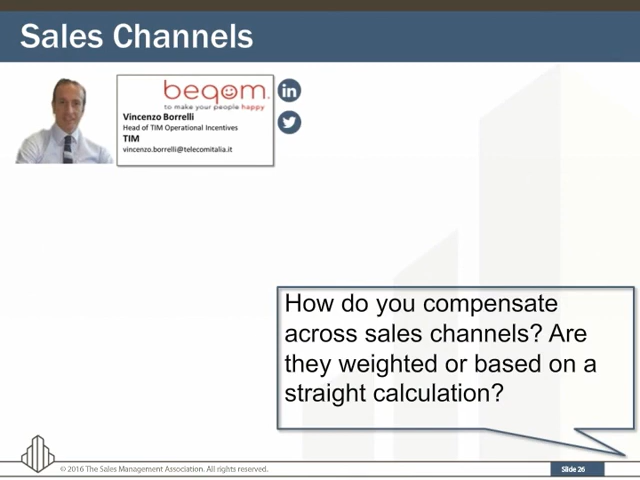 Sales Channels
beqom.
to make your people happy
Vincenzo Borrelli
Head of TIM Operational Incentives
TIM
vincenzo.borrelli@telecomitalia.it
in
How do you compensate
across sales channels? Are
they weighted or based on a
straight calculation?
© 2016 The Sales Management Association. All rights reserved.
Slide 26